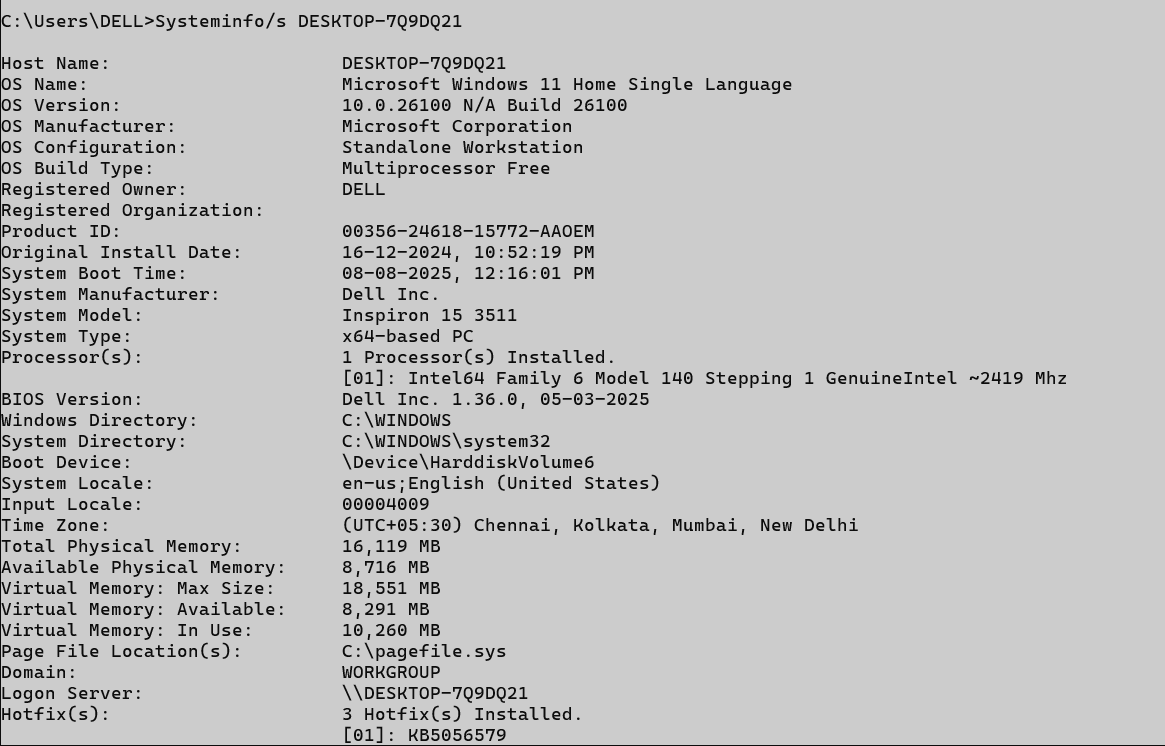 C:\Users\DELL>Systeminfo/s DESKTOP-7Q9DQ21
Host Name: DESKTOP-7Q9DQ21
OS Name: Microsoft Windows 11 Home Single Language
OS Version: 10.0.26100 N/A Build 26100
OS Manufacturer: Microsoft Corporation
OS Configuration: Standalone Workstation
OS Build Type: Multiprocessor Free
Registered Owner: DELL
Registered Organization:
Product ID: 00356-24618-15772-AAOEM
Original Install Date: 16-12-2024, 10:52:19 PM
System Boot Time: 08-08-2025, 12:16:01 PM
System Manufacturer: Dell Inc.
System Model: Inspiron 15 3511
System Type: x64-based PC
Processor(s): 1 Processor(s) Installed.
[01]: Intel64 Family 6 Model 140 Stepping 1 GenuineIntel ~2419 Mhz
BIOS Version: Dell Inc. 1.36.0, 05-03-2025
Windows Directory: C:\WINDOWS
System Directory: C:\WINDOWS\system32
Boot Device: \Device\HarddiskVolume6
System Locale: en-us;English (United States)
Input Locale: 00004009
Time Zone: (UTC+05:30) Chennai, Kolkata, Mumbai, New Delhi
Total Physical Memory: 16,119 MB
Available Physical Memory: 8,716 MB
Virtual Memory: Max Size: 18,551 MB
Virtual Memory: Available: 8,291 MB
Virtual Memory: In Use: 10,260 MB
Page File Location(s): C:\pagefile.sys
Domain: WORKGROUP
Logon Server: \\DESKTOP-7Q9DQ21
Hotfix(s): 3 Hotfix(s) Installed.
[01]: KB5056579